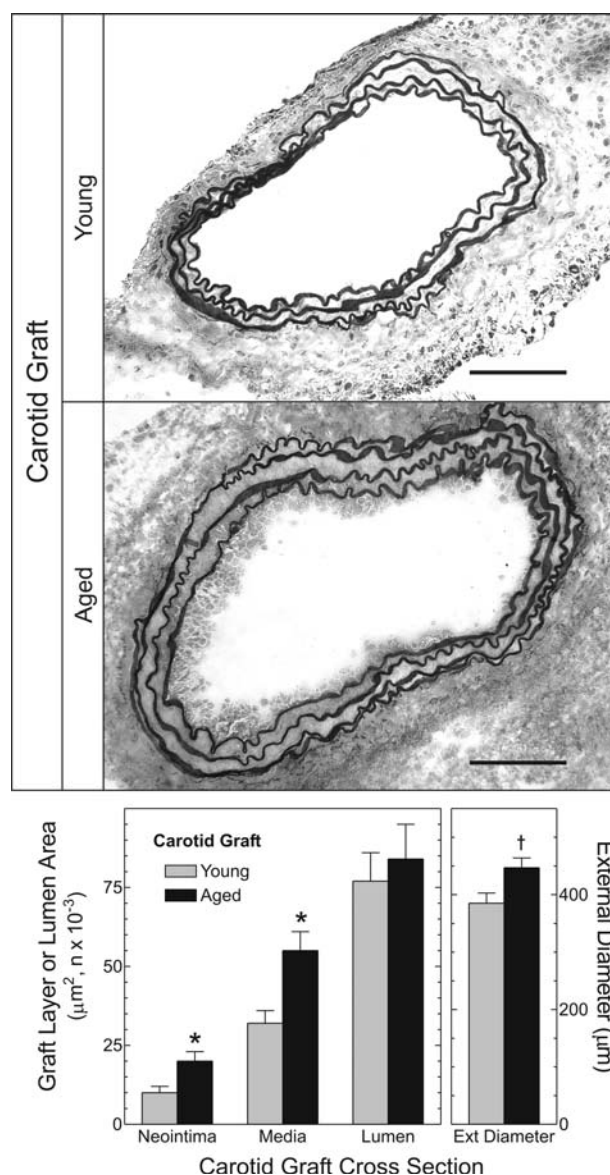 Carotid Graft
Young
Aged
Graft Layer or Lumen Area
(μm², n x 10⁻³)
75
50
25
0
Carotid Graft
Young
Aged
*
*
†
400
200
0
External Diameter
(μm)
Neointima
Media
Lumen
Ext Diameter
Carotid Graft Cross Section